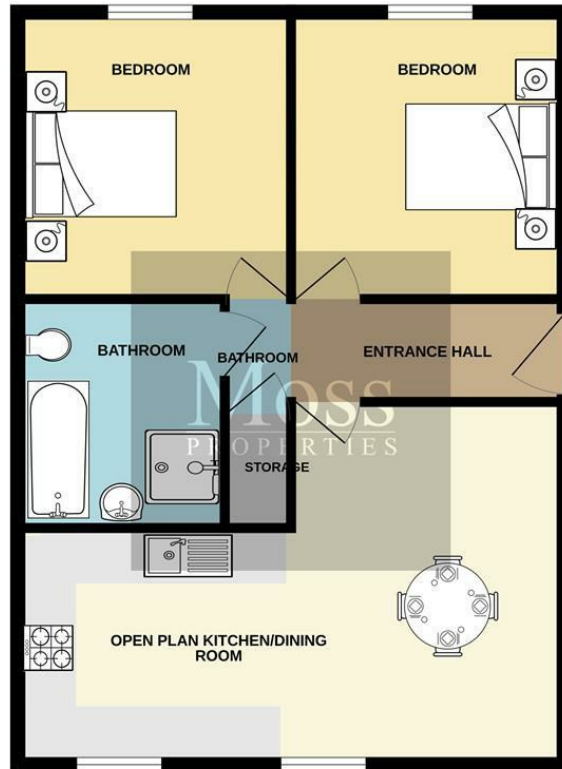 BEDROOM
BEDROOM
BATHROOM
BATHROOM
ENTRANCE HALL
Moss
PROPERTIES
STORAGE
OPEN PLAN KITCHEN/DINING
ROOM